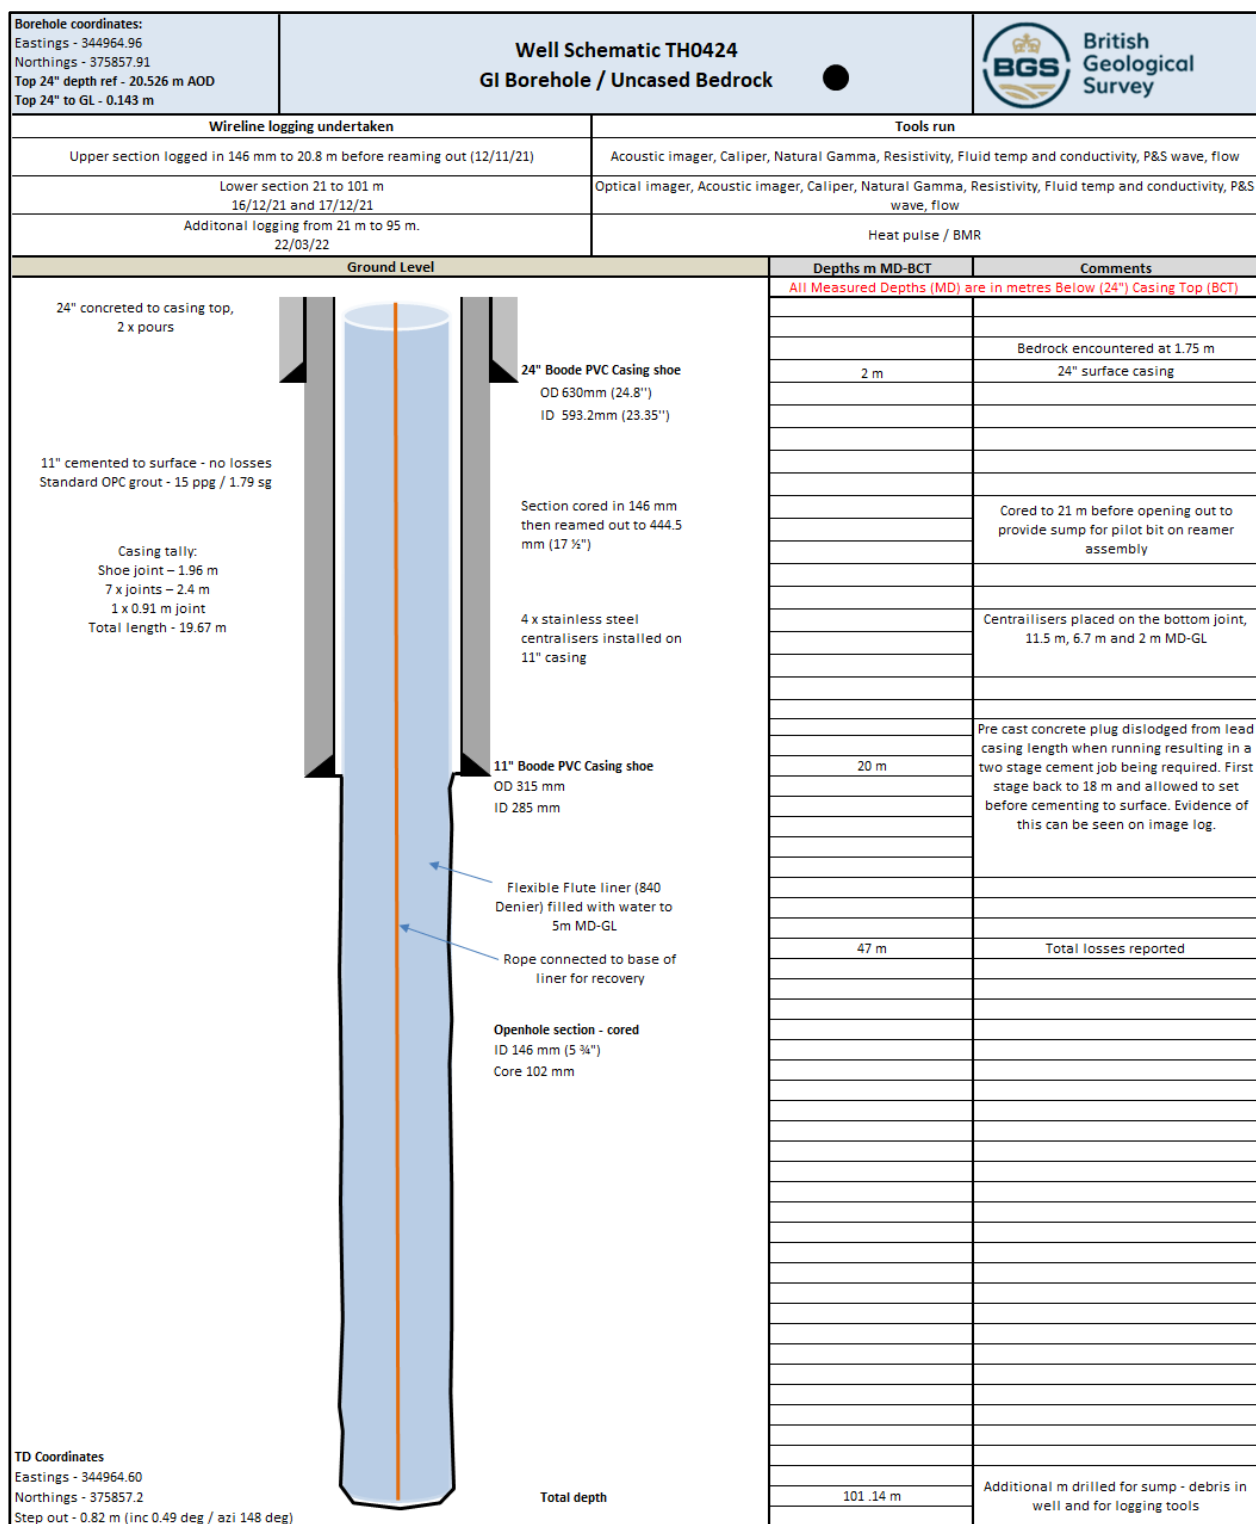 Borehole coordinates:
Eastings - 344964.96
Northings - 375857.91
Top 24" depth ref - 20.526 m AOD
Top 24" to GL - 0.143 m
Well Schematic TH0424
GI Borehole / Uncased Bedrock
BGS
British
Geological
Survey
Wireline logging undertaken
Tools run
Upper section logged in 146 mm to 20.8 m before reaming out (12/11/21)
Acoustic imager, Caliper, Natural Gamma, Resistivity, Fluid temp and conductivity, P&S wave, flow
Lower section 21 to 101 m
16/12/21 and 17/12/21
Optical imager, Acoustic imager, Caliper, Natural Gamma, Resistivity, Fluid temp and conductivity, P&S
wave, flow
Additonal logging from 21 m to 95 m.
22/03/22
Heat pulse / BMR
Ground Level
Depths m MD-BCT
Comments
All Measured Depths (MD) are in metres Below (24") Casing Top (BCT)
24" concreted to casing top,
2 x pours
Bedrock encountered at 1.75 m
24" Boode PVC Casing shoe
OD 630mm (24.8'')
ID 593.2mm (23.35'')
2 m
24" surface casing
11" cemented to surface - no losses
Standard OPC grout - 15 ppg / 1.79 sg
Section cored in 146 mm
then reamed out to 444.5
mm (17 ½")
Cored to 21 m before opening out to
provide sump for pilot bit on reamer
assembly
Casing tally:
Shoe joint – 1.96 m
7 x joints – 2.4 m
1 x 0.91 m joint
Total length - 19.67 m
4 x stainless steel
centralisers installed on
11" casing
Centrailisers placed on the bottom joint,
11.5 m, 6.7 m and 2 m MD-GL
11" Boode PVC Casing shoe
OD 315 mm
ID 285 mm
20 m
Pre cast concrete plug dislodged from lead
casing length when running resulting in a
two stage cement job being required. First
stage back to 18 m and allowed to set
before cementing to surface. Evidence of
this can be seen on image log.
Flexible Flute liner (840
Denier) filled with water to
5m MD-GL
47 m
Total losses reported
Rope connected to base of
liner for recovery
Openhole section - cored
ID 146 mm (5 ¾")
Core 102 mm
TD Coordinates
Eastings - 344964.60
Northings - 375857.2
Step out - 0.82 m (inc 0.49 deg / azi 148 deg)
Total depth
101 .14 m
Additional m drilled for sump - debris in
well and for logging tools